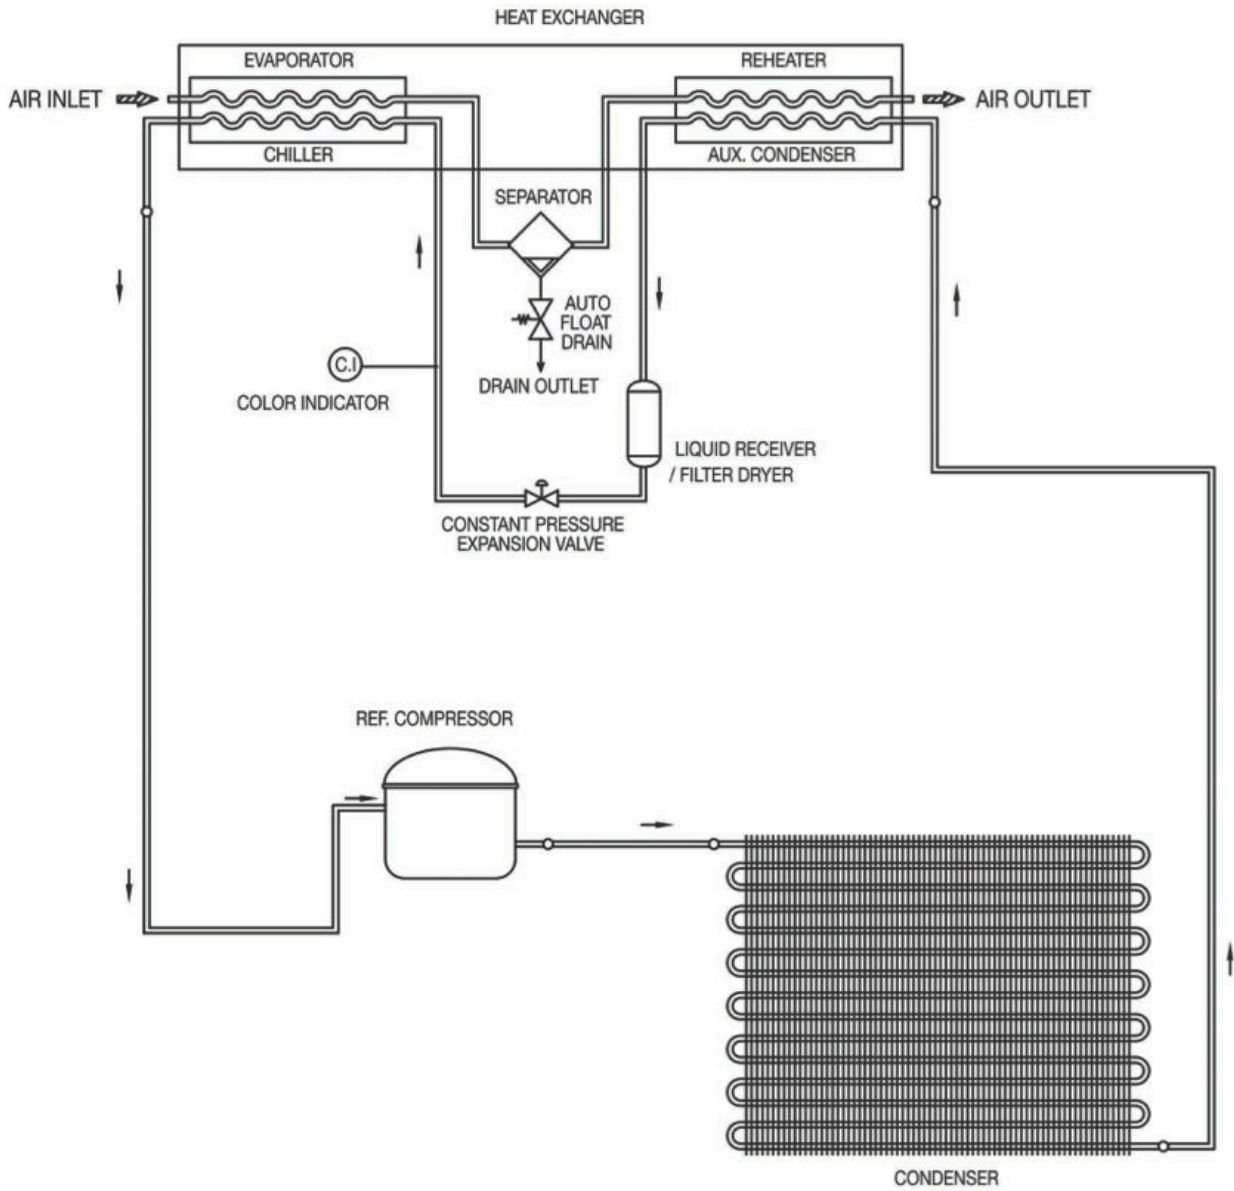 HEAT EXCHANGER
EVAPORATOR
REHEATER
AIR INLET
AIR OUTLET
CHILLER
AUX. CONDENSER
SEPARATOR
AUTO
FLOAT
DRAIN
C.I
DRAIN OUTLET
COLOR INDICATOR
LIQUID RECEIVER
/ FILTER DRYER
CONSTANT PRESSURE
EXPANSION VALVE
REF. COMPRESSOR
CONDENSER